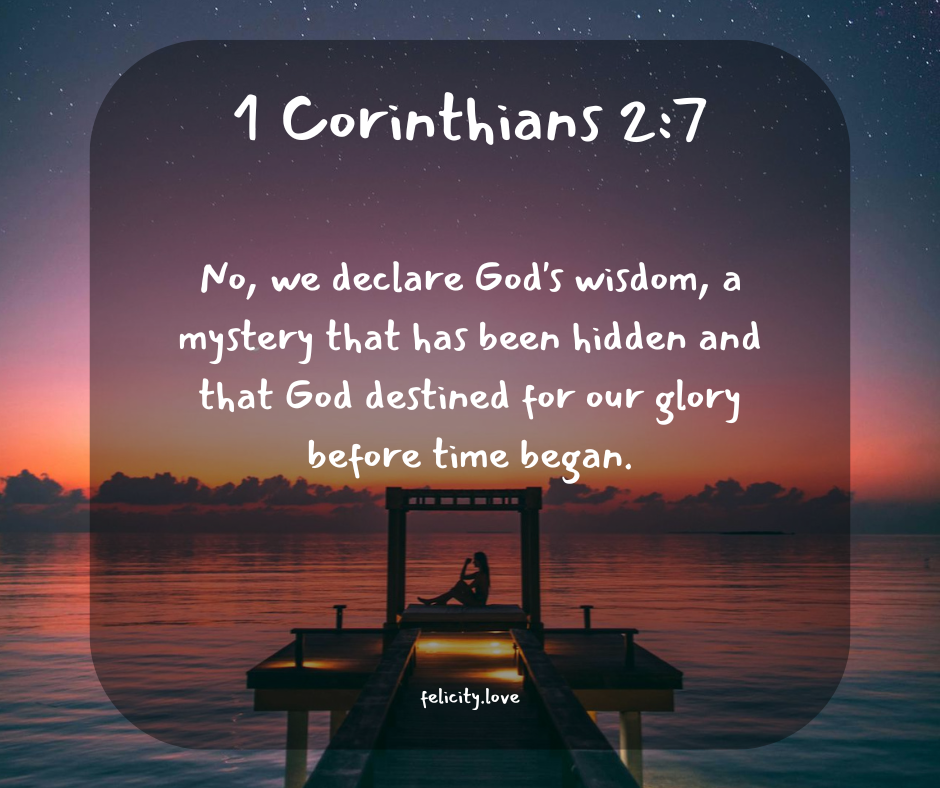 1 Corinthians 2:7
No, we declare God's wisdom, a
mystery that has been hidden and
that God destined for our glory
before time began.
felicity.love